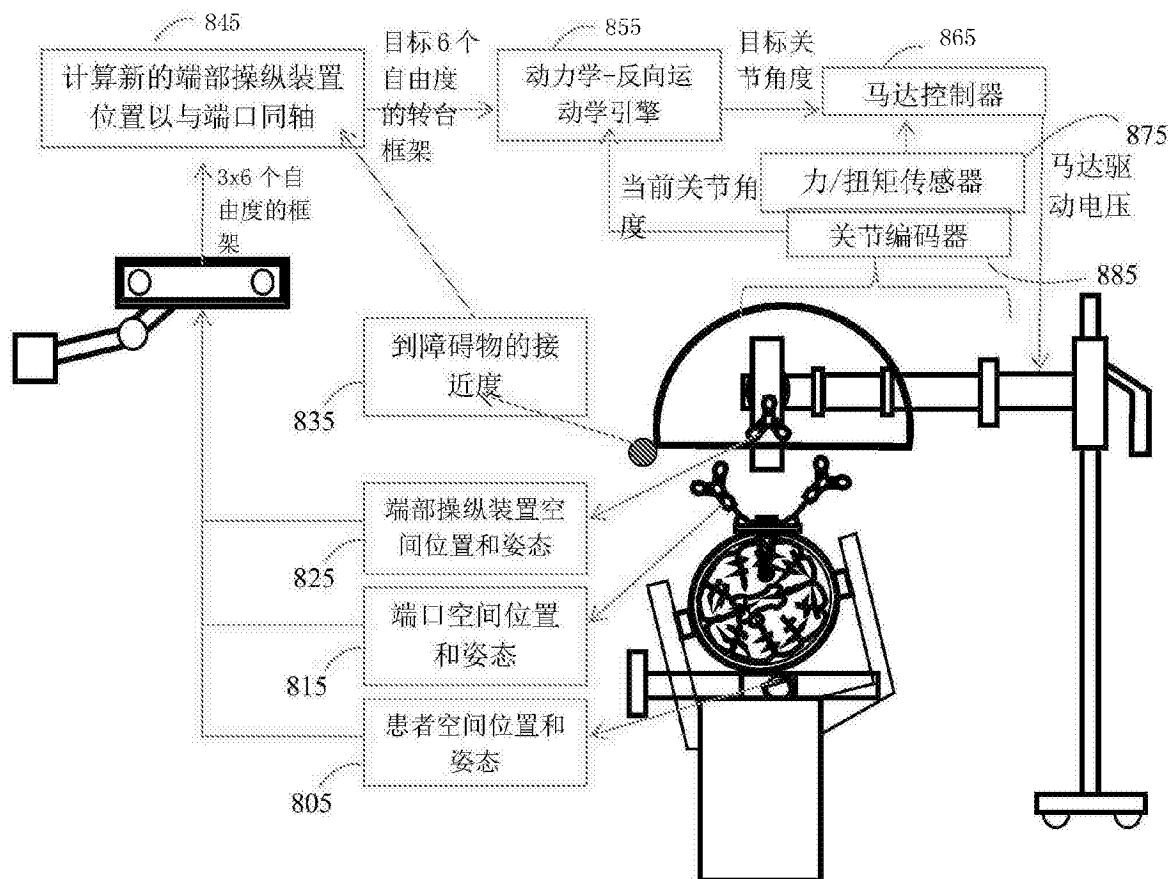 845
计算新的端部操纵装置
位置以与端口同轴
目标6个
自由度
的转台
框架
855
动力学-反向运
动学引擎
目标关
节角度
865
马达控制器
875
力/扭矩传感器
马达驱
动电压
当前关节角
度
关节编码器
885
3x6个自
由度的框
架
到障碍物的接
近度
835
端部操纵装置空
间位置和姿态
825
端口空间位置
和姿态
815
患者空间位置和
姿态
805